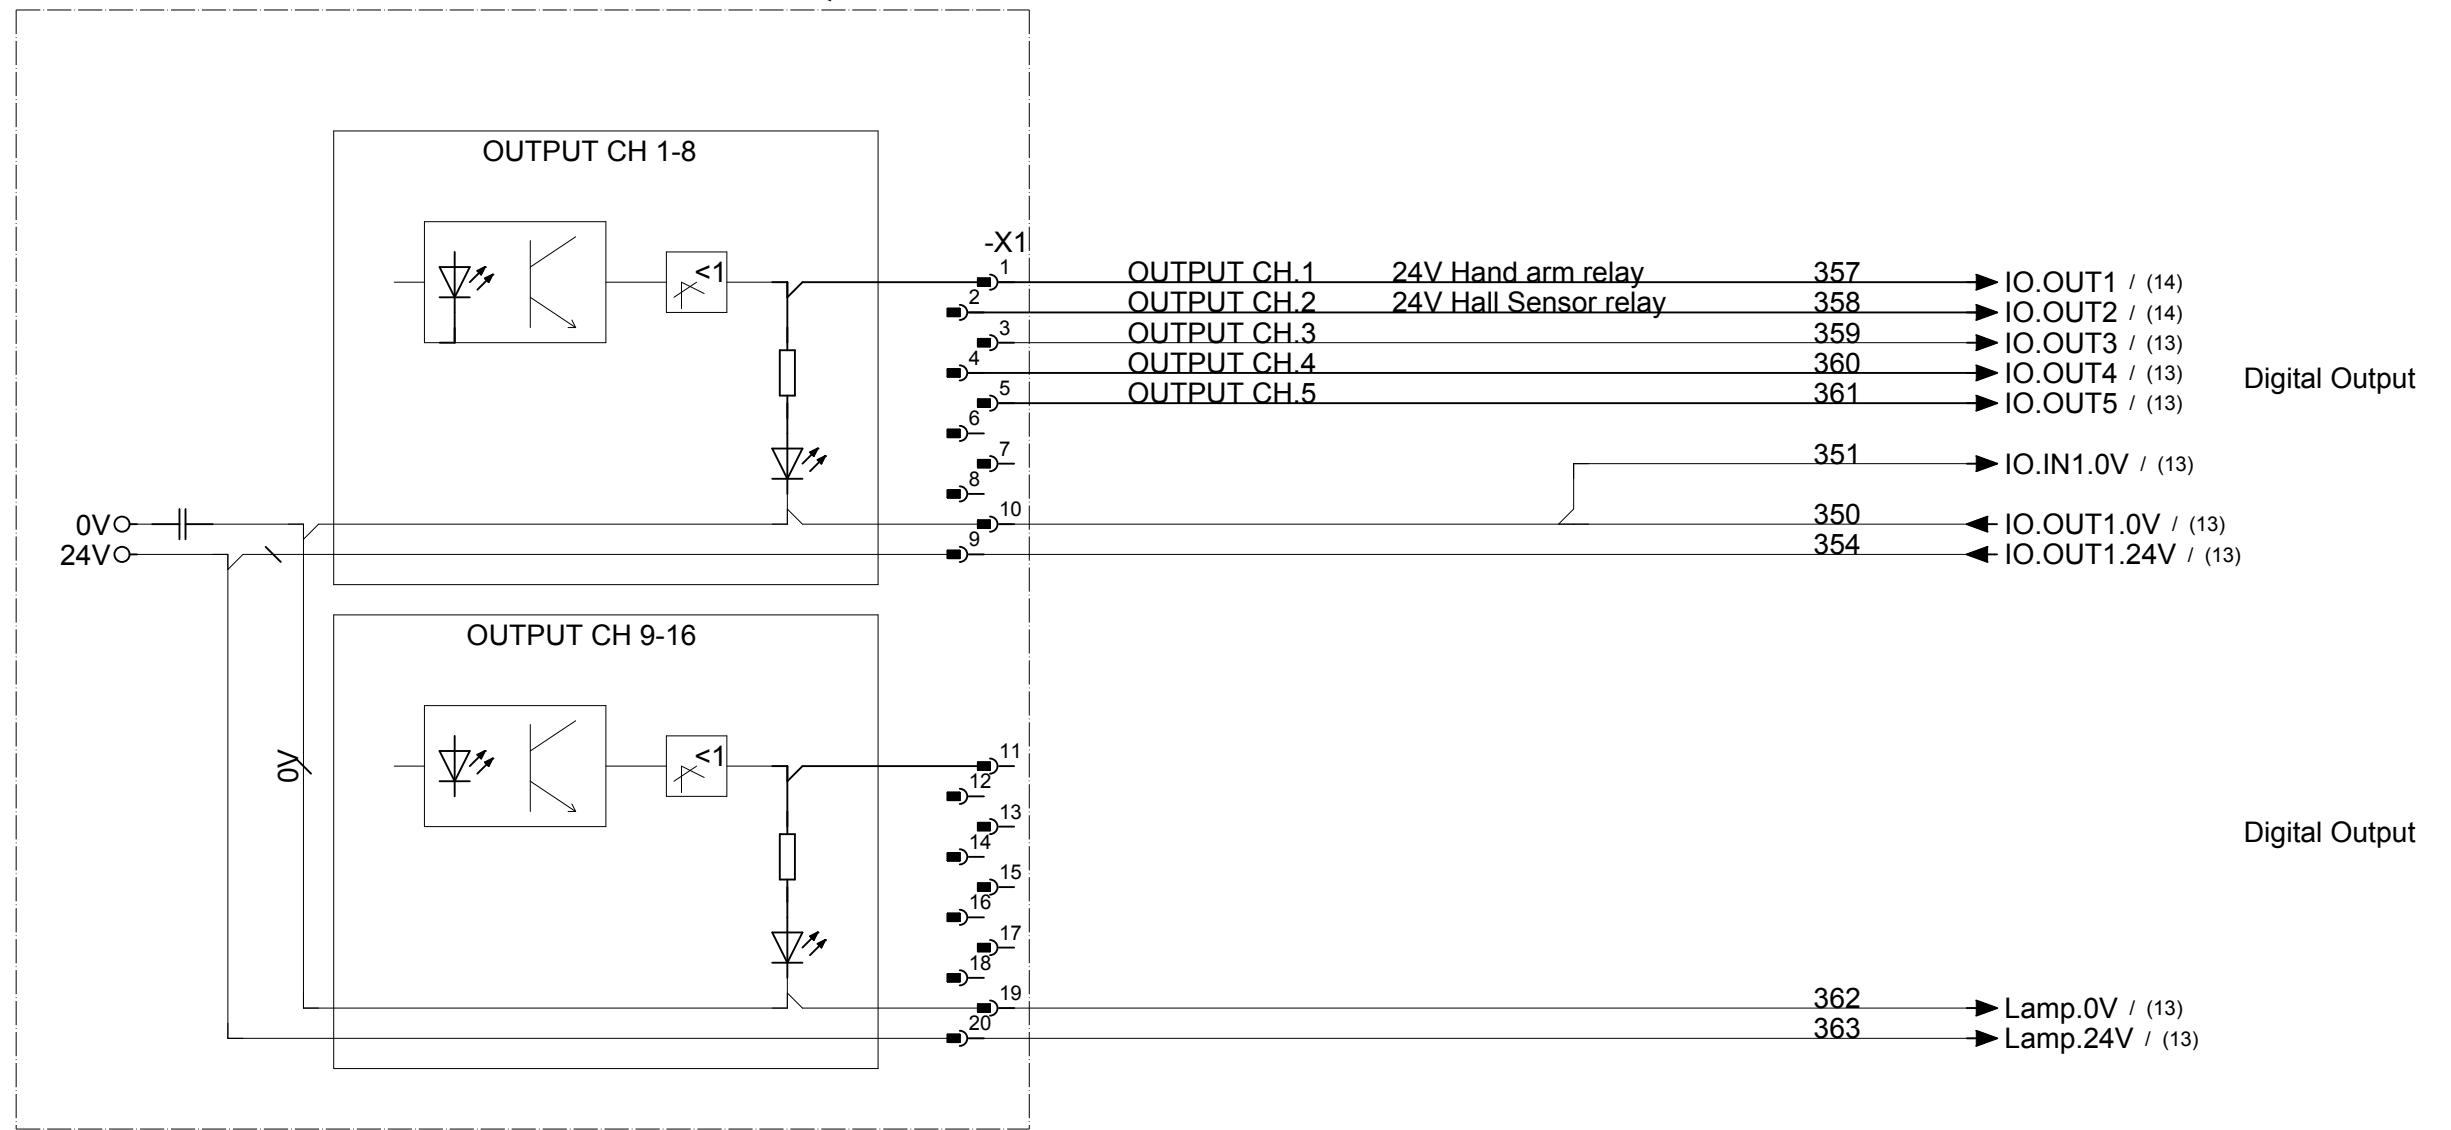 OUTPUT CH 1-8
<1
-X1
1 OUTPUT CH.1 24V Hand arm relay 357 IO.OUT1 / (14)
2 OUTPUT CH.2 24V Hall Sensor relay 358 IO.OUT2 / (14)
3 OUTPUT CH.3 359 IO.OUT3 / (13)
4 OUTPUT CH.4 360 IO.OUT4 / (13)
Digital Output
5 OUTPUT CH.5 361 IO.OUT5 / (13)
6
7 351 IO.IN1.0V / (13)
8
0V 10 350 IO.OUT1.0V / (13)
24V 9 354 IO.OUT1.24V / (13)
OUTPUT CH 9-16
<1
0V
11
12
13
Digital Output
14
15
16
17
18
19 362 Lamp.0V / (13)
20 363 Lamp.24V / (13)